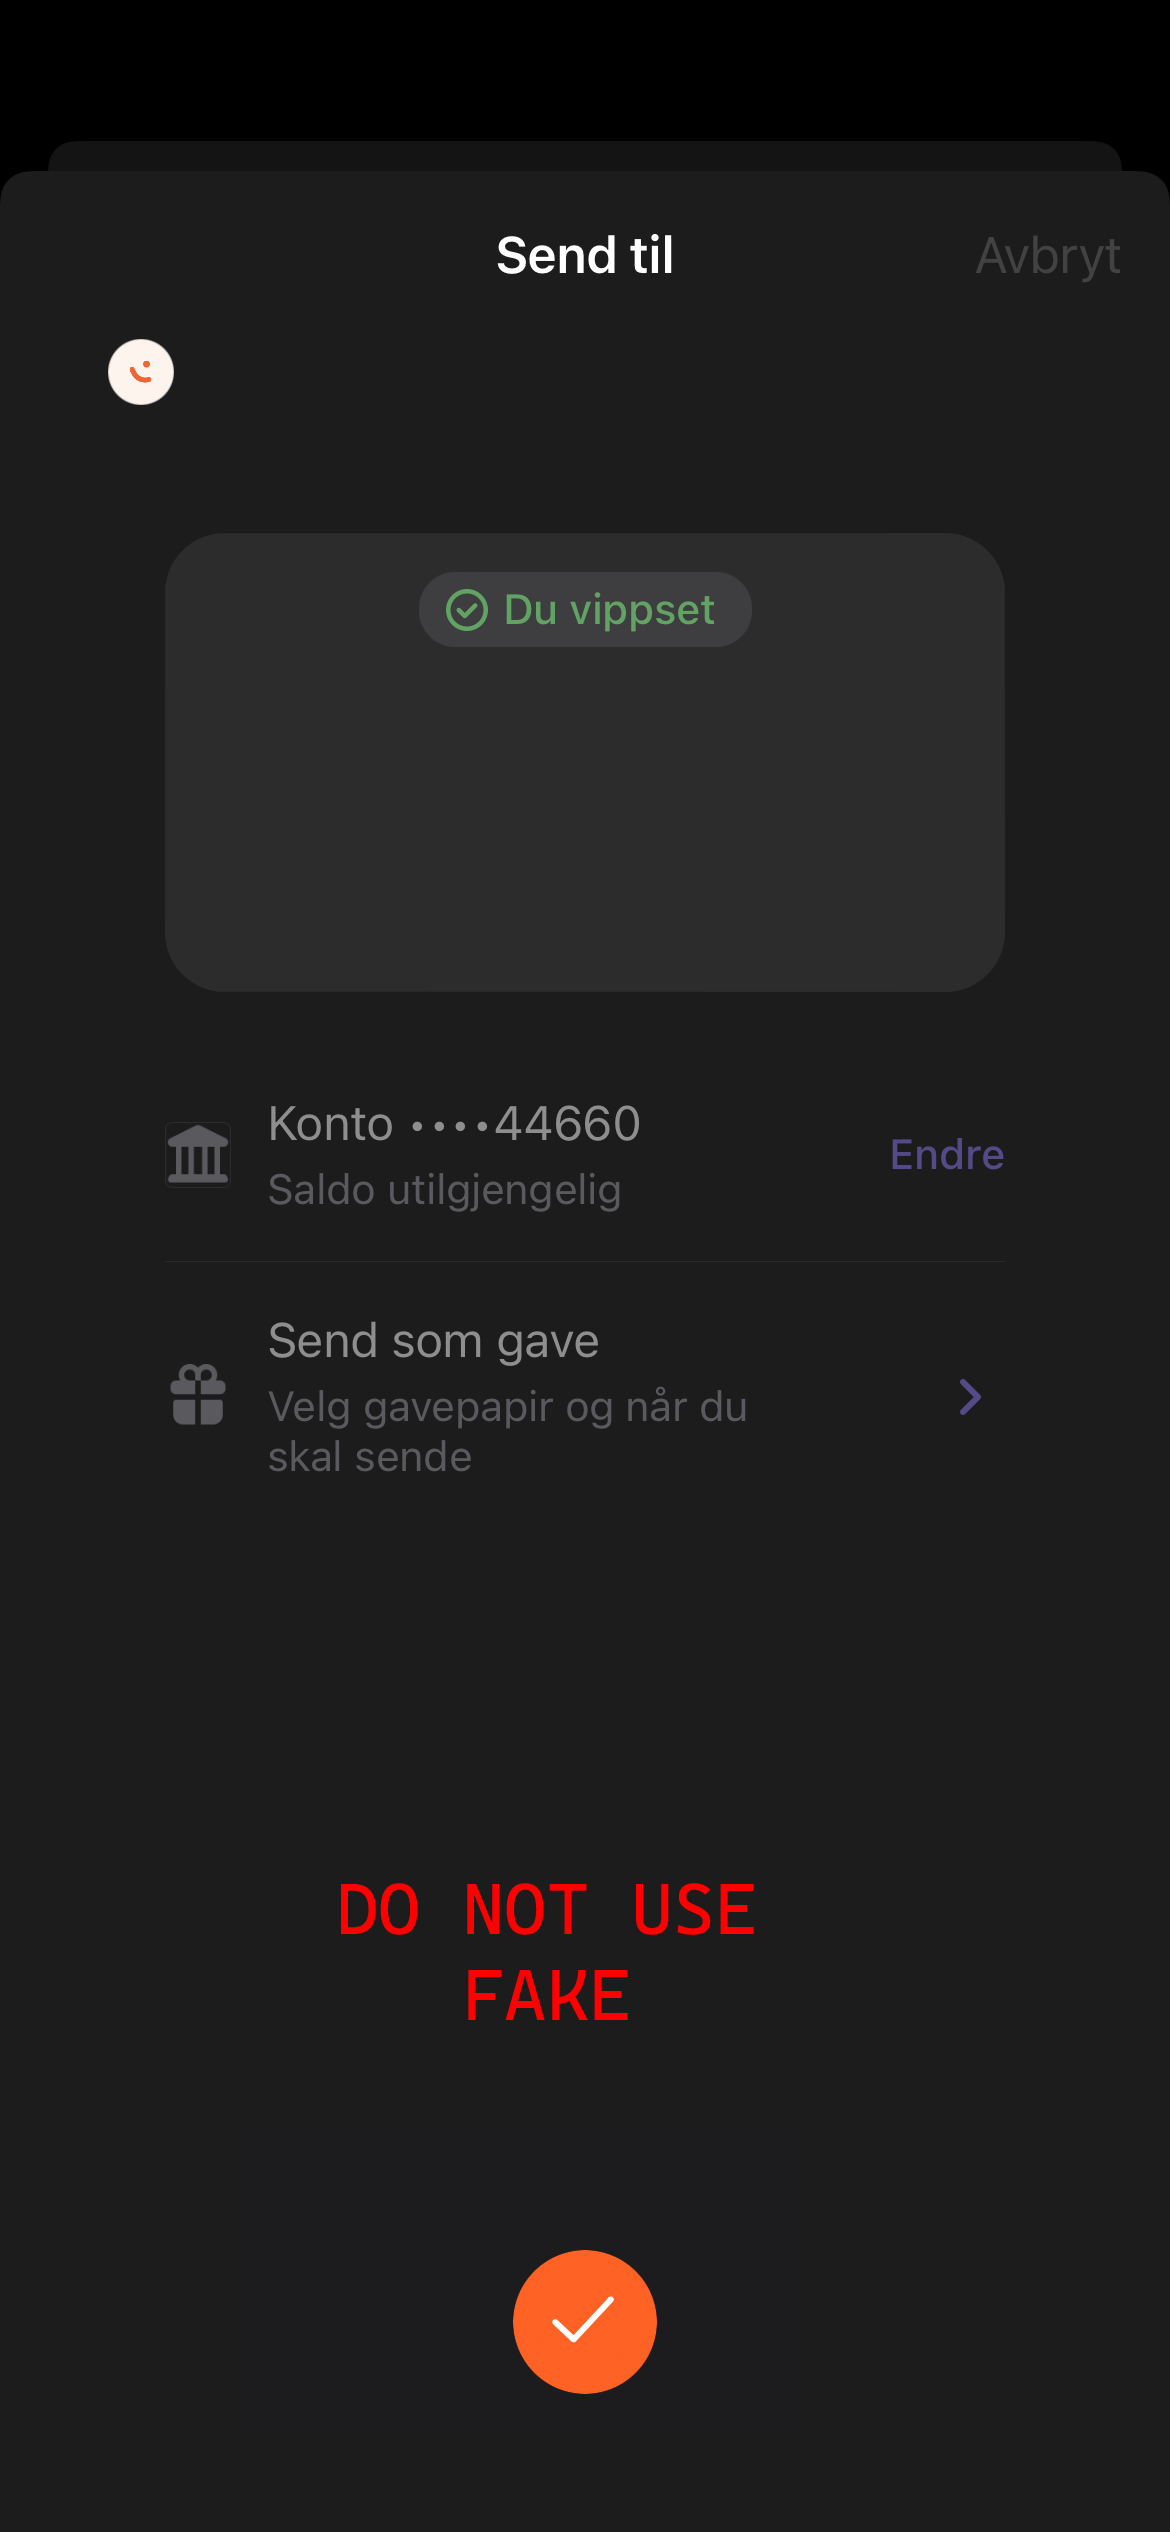 Send til
Avbryt
Du vippset
Konto ••••44660
Saldo utilgjengelig
Endre
Send som gave
Velg gavepapir og når du
skal sende
DO NOT USE
FAKE